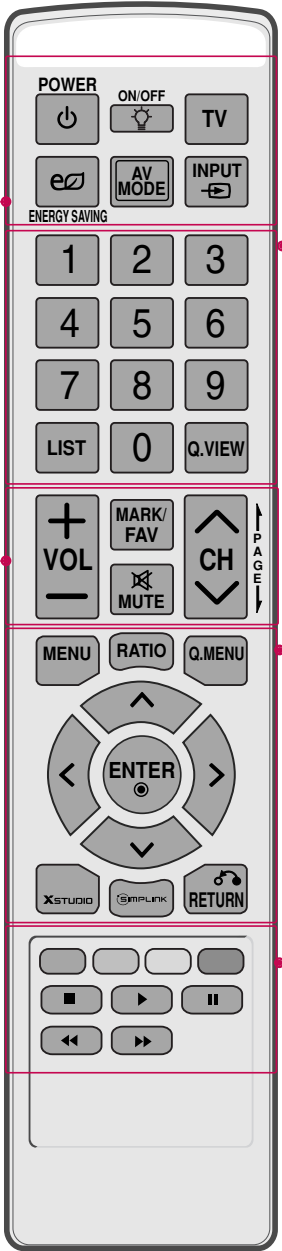 POWER
ON/OFF
TV
e
AV
MODE
INPUT
ENERGY SAVING
1 2 3
4 5 6
7 8 9
LIST 0 Q.VIEW
VOL
MARK/
FAV
MUTE
CH
PAGE
MENU RATIO Q.MENU
ENTER
XSTUDIO SIMPLINK RETURN